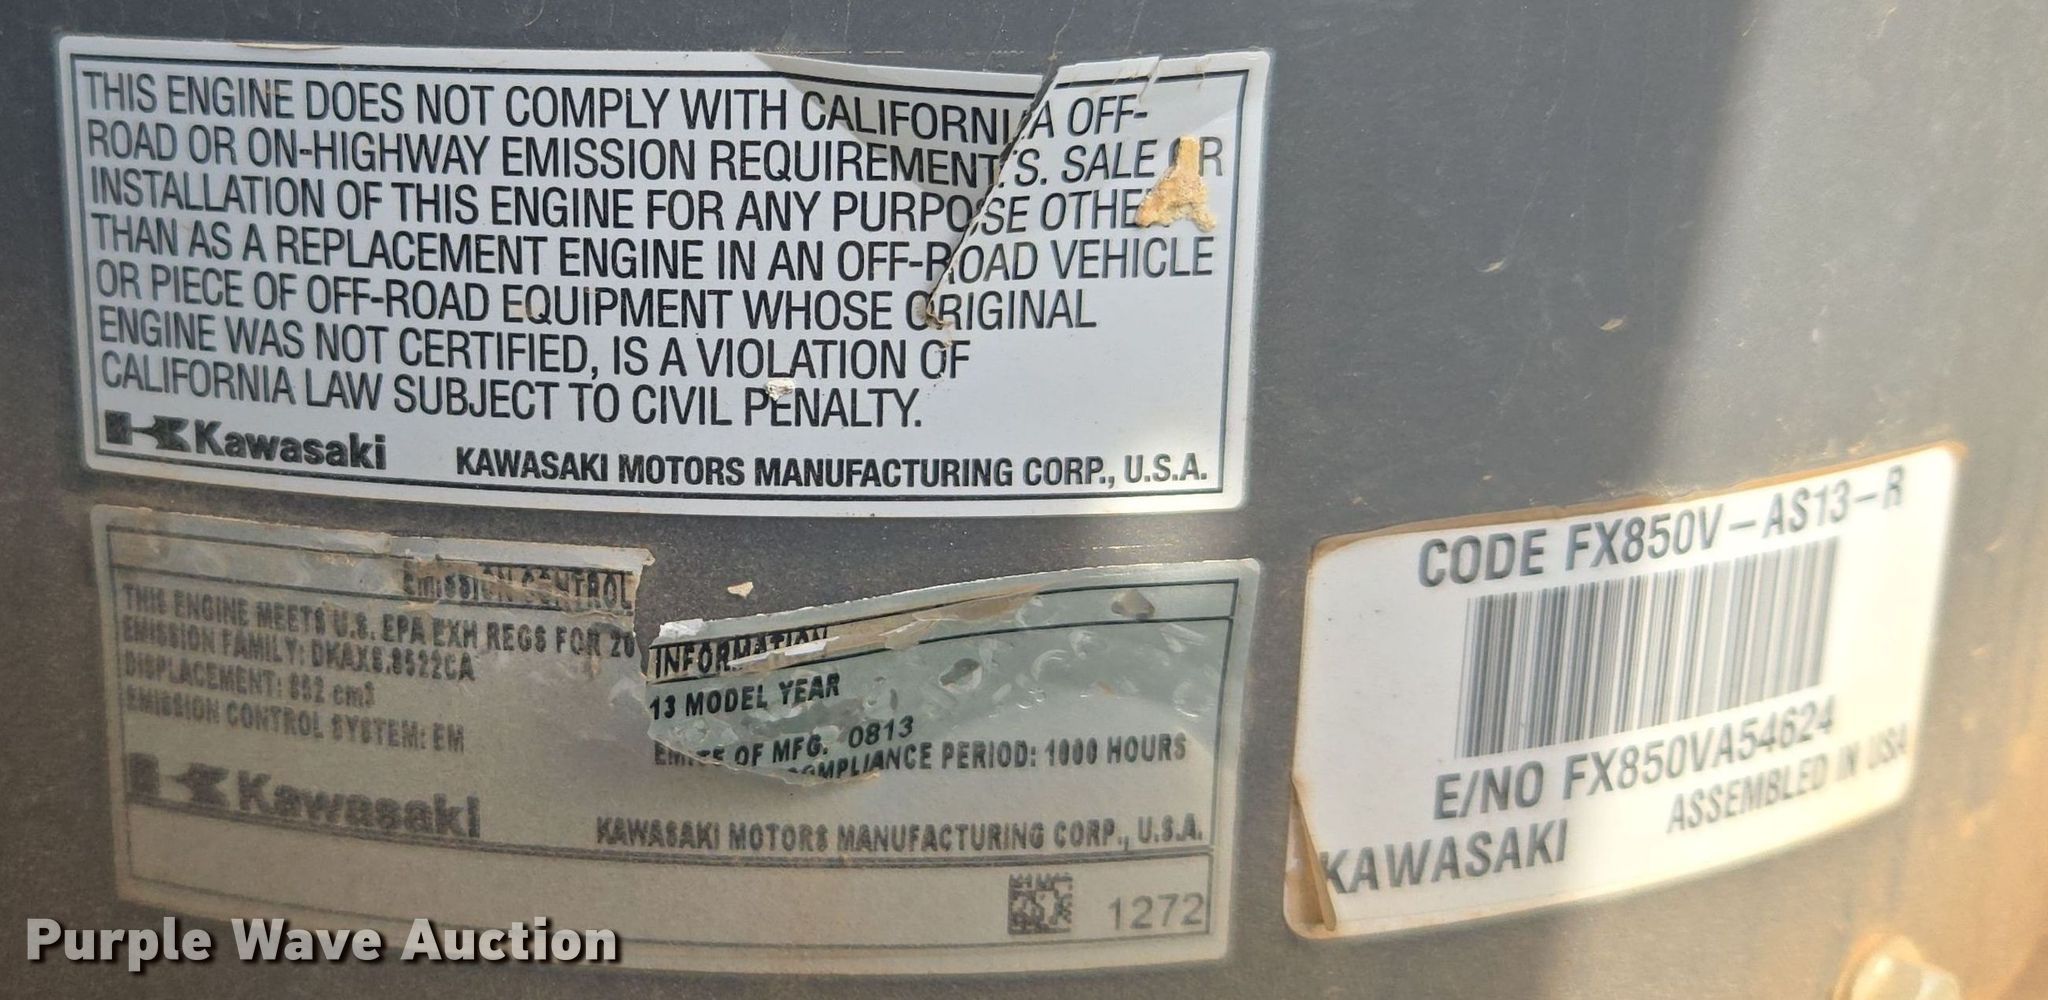 THIS ENGINE DOES NOT COMPLY WITH CALIFORNIA OFF-
ROAD OR ON-HIGHWAY EMISSION REQUIREMENTS. SALE OR
INSTALLATION OF THIS ENGINE FOR ANY PURPOSE OTHE
THAN AS A REPLACEMENT ENGINE IN AN OFF-ROAD VEHICLE
OR PIECE OF OFF-ROAD EQUIPMENT WHOSE ORIGINAL
ENGINE WAS NOT CERTIFIED, IS A VIOLATION OF
CALIFORNIA LAW SUBJECT TO CIVIL PENALTY.
Kawasaki KAWASAKI MOTORS MANUFACTURING CORP., U.S.A.
EMISSION CONTROL INFORMATION
THIS ENGINE MEETS U.S. EPA EXH REGS FOR 20 13 MODEL YEAR
EMISSION FAMILY: DKAXS.8522CA OF MFG. 0813
DISPLACEMENT: 852 cm3 COMPLIANCE PERIOD: 1000 HOURS
EMISSION CONTROL SYSTEM: EM
Kawasaki KAWASAKI MOTORS MANUFACTURING CORP., U.S.A.
1272
CODE FX850V-AS13-R
E/NO FX850VA54624
ASSEMBLED IN USA
KAWASAKI
Purple Wave Auction